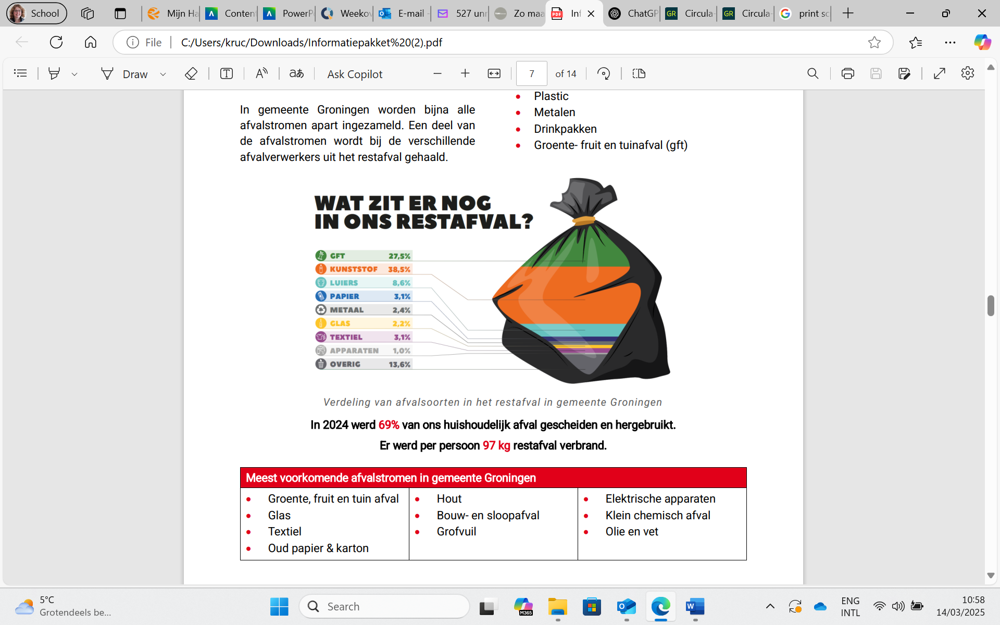 School
Mijn Ha
Conten
PowerP
Weekov
E-mail
527 unr
Zo maa
Inf
ChatGP
Circula
Circula
print sc
File
C:/Users/kruc/Downloads/Informatiepakket%20(2).pdf
Draw
Ask Copilot
7
of 14
In gemeente Groningen worden bijna alle
afvalstromen apart ingezameld. Een deel van
de afvalstromen wordt bij de verschillende
afvalverwerkers uit het restafval gehaald.
• Plastic
• Metalen
• Drinkpakken
• Groente- fruit en tuinafval (gft)
WAT ZIT ER NOG
IN ONS RESTAFVAL?
GFT 27,5%
KUNSTSTOF 38,5%
LUIERS 8,6%
PAPIER 3,1%
METAAL 2,4%
GLAS 2,2%
TEXTIEL 3,1%
APPARATEN 1,0%
OVERIG 13,6%
Verdeling van afvalsoorten in het restafval in gemeente Groningen
In 2024 werd 69% van ons huishoudelijk afval gescheiden en hergebruikt.
Er werd per persoon 97 kg restafval verbrand.
Meest voorkomende afvalstromen in gemeente Groningen
• Groente, fruit en tuin afval
• Glas
• Textiel
• Oud papier & karton
• Hout
• Bouw- en sloopafval
• Grofvuil
• Elektrische apparaten
• Klein chemisch afval
• Olie en vet
5°C
Grotendeels be...
Search
M365
ENG
INTL
10:58
14/03/2025